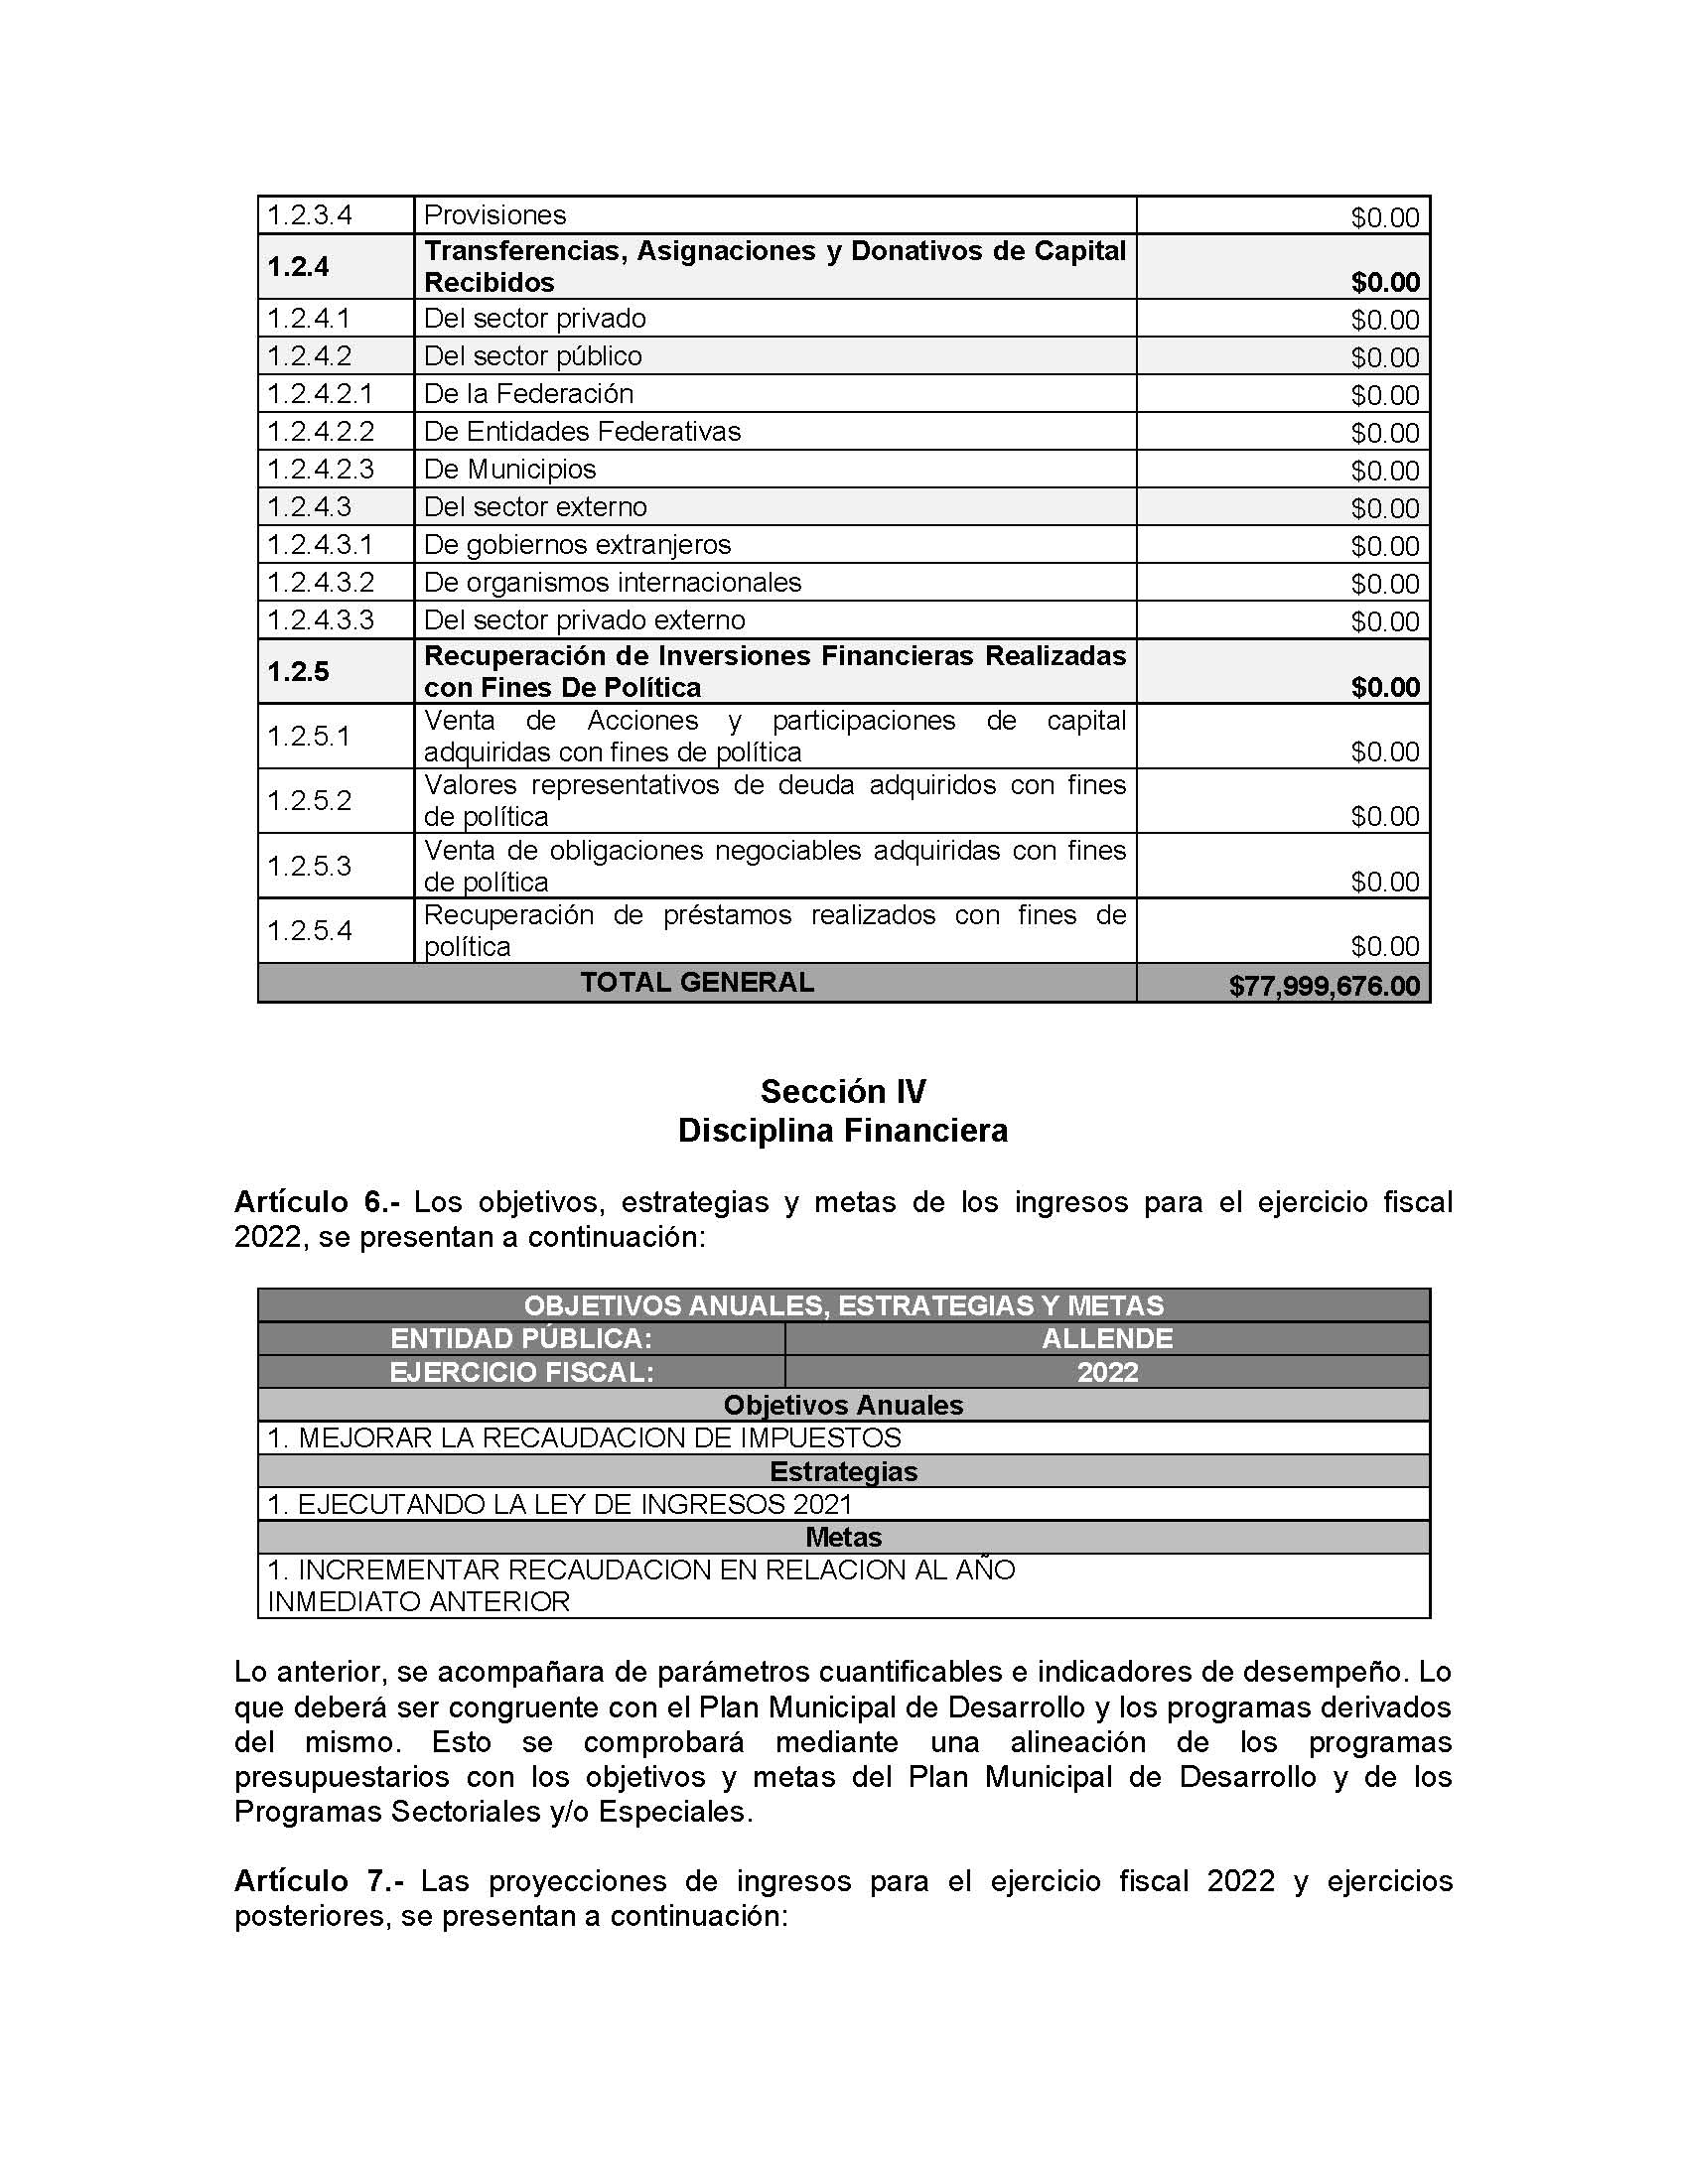 1.2.3.4 Provisiones $0.00
1.2.4 Transferencias, Asignaciones y Donativos de Capital
Recibidos $0.00
1.2.4.1 Del sector privado $0.00
1.2.4.2 Del sector público $0.00
1.2.4.2.1 De la Federación $0.00
1.2.4.2.2 De Entidades Federativas $0.00
1.2.4.2.3 De Municipios $0.00
1.2.4.3 Del sector externo $0.00
1.2.4.3.1 De gobiernos extranjeros $0.00
1.2.4.3.2 De organismos internacionales $0.00
1.2.4.3.3 Del sector privado externo $0.00
1.2.5 Recuperación de Inversiones Financieras Realizadas
con Fines De Política $0.00
1.2.5.1 Venta de Acciones y participaciones de capital
adquiridas con fines de política $0.00
1.2.5.2 Valores representativos de deuda adquiridos con fines
de política $0.00
1.2.5.3 Venta de obligaciones negociables adquiridas con fines
de política $0.00
1.2.5.4 Recuperación de préstamos realizados con fines de
política $0.00
TOTAL GENERAL $77,999,676.00
Sección IV
Disciplina Financiera
Artículo 6.- Los objetivos, estrategias y metas de los ingresos para el ejercicio fiscal
2022, se presentan a continuación:
OBJETIVOS ANUALES, ESTRATEGIAS Y METAS
ENTIDAD PÚBLICA: ALLENDE
EJERCICIO FISCAL: 2022
Objetivos Anuales
1. MEJORAR LA RECAUDACION DE IMPUESTOS
Estrategias
1. EJECUTANDO LA LEY DE INGRESOS 2021
Metas
1. INCREMENTAR RECAUDACION EN RELACION AL AÑO
INMEDIATO ANTERIOR
Lo anterior, se acompañara de parámetros cuantificables e indicadores de desempeño. Lo
que deberá ser congruente con el Plan Municipal de Desarrollo y los programas derivados
del mismo. Esto se comprobará mediante una alineación de los programas
presupuestarios con los objetivos y metas del Plan Municipal de Desarrollo y de los
Programas Sectoriales y/o Especiales.
Artículo 7.- Las proyecciones de ingresos para el ejercicio fiscal 2022 y ejercicios
posteriores, se presentan a continuación: